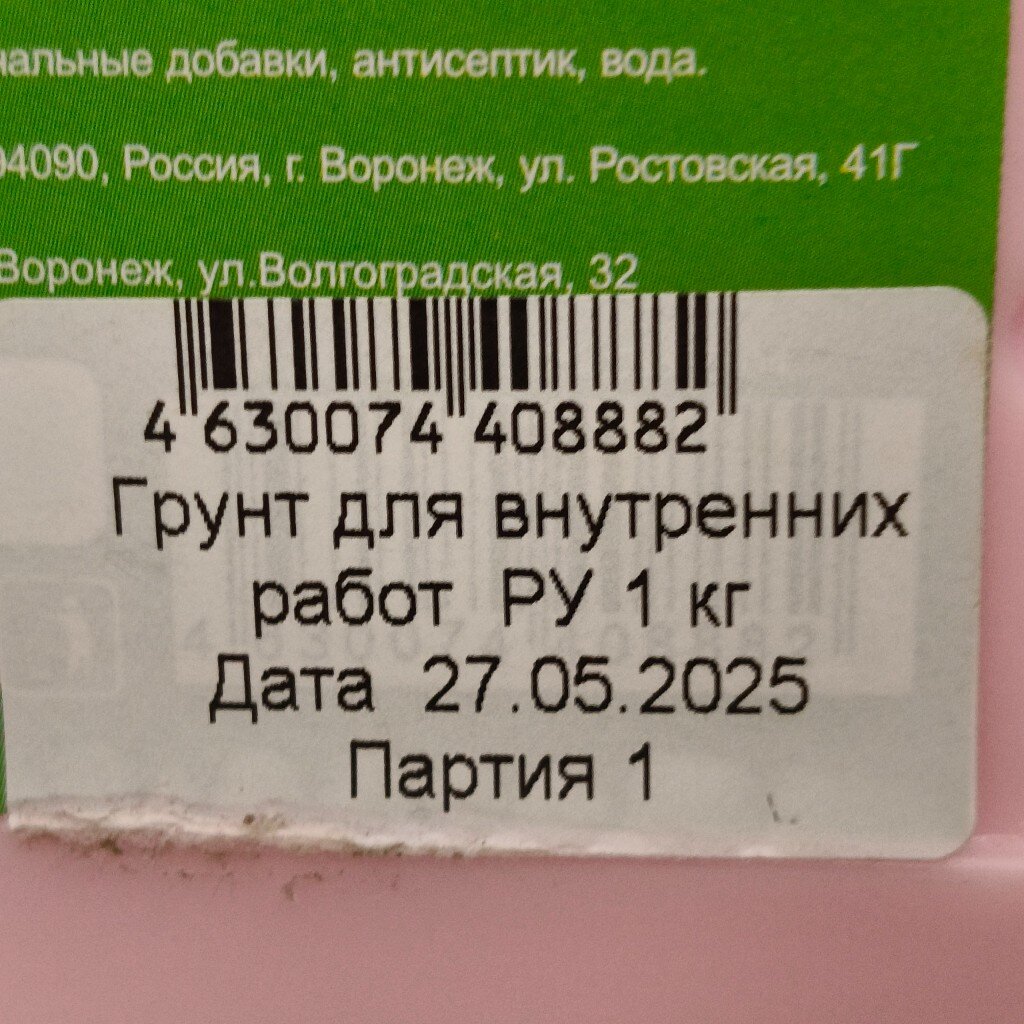 нальные добавки, антисептик, вода.
94090, Россия, г. Воронеж, ул. Ростовская, 41Г
Воронеж, ул.Волгоградская, 32
4 630074 408882
Грунт для внутренних
работ РУ 1 кг
Дата 27.05.2025
Партия 1